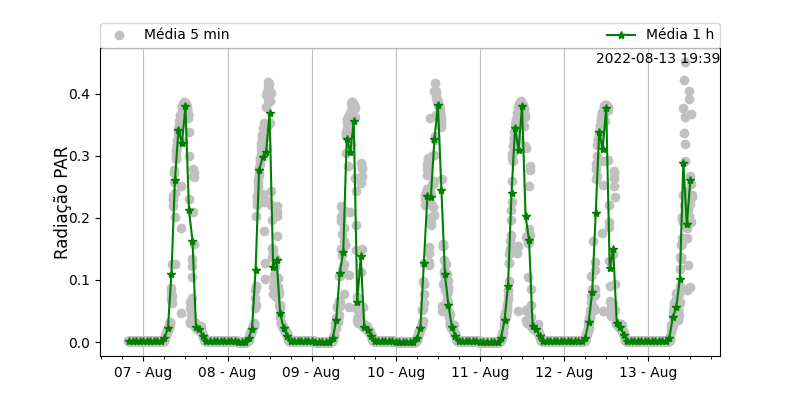 Média 5 min
Média 1 h
2022-08-13 19:39
Radiação PAR
0.4
0.3
0.2
0.1
0.0
07 - Aug
08 - Aug
09 - Aug
10 - Aug
11 - Aug
12 - Aug
13 - Aug